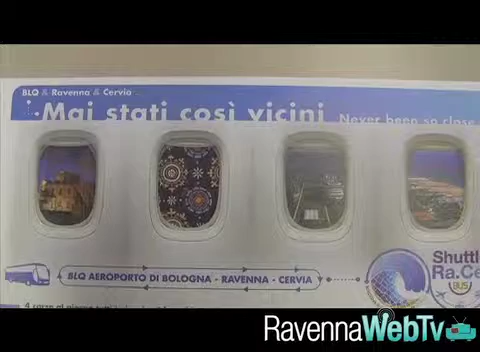 BLQ & Ravenna & Cervia
Mai stati così vicini Never been so close
Shuttl
Ra.Ce
BUS
BLQ AEROPORTO DI BOLOGNA - RAVENNA - CERVIA
RavennaWebTv